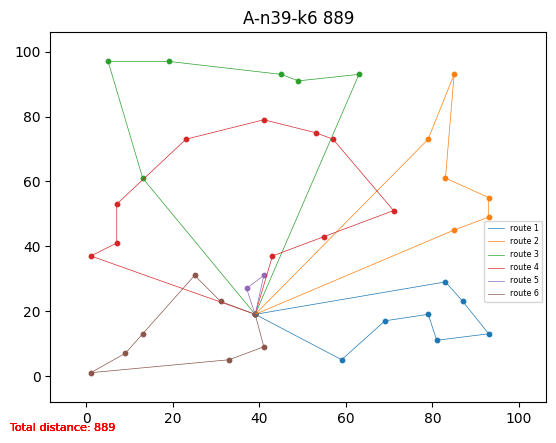 A-n39-k6 889
100
80
60
40
20
0
route 1
route 2
route 3
route 4
route 5
route 6
0 20 40 60 80 100
Total distance: 889